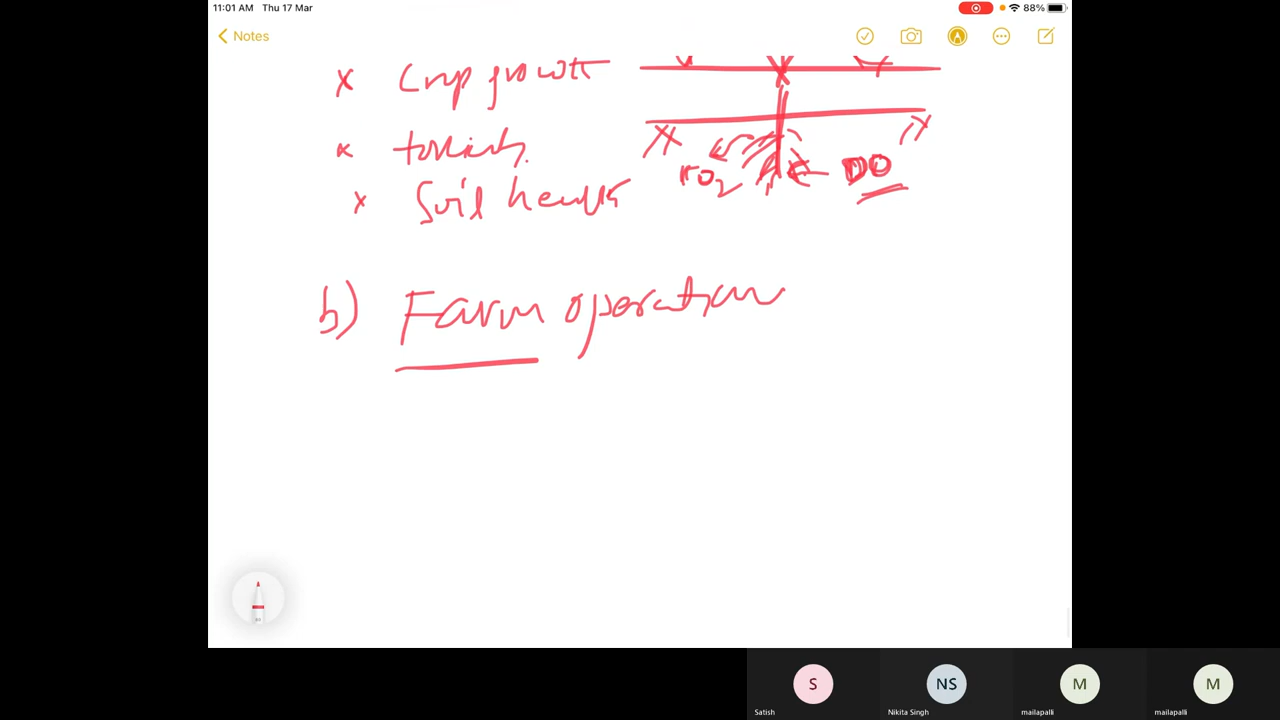 11:01 AM Thu 17 Mar
88%
Notes
x Crop growth
x
x Soil health
DO
b) Farm operation
S
NS
M
M
Satish
Nikita Singh
mailapalli
mailapalli